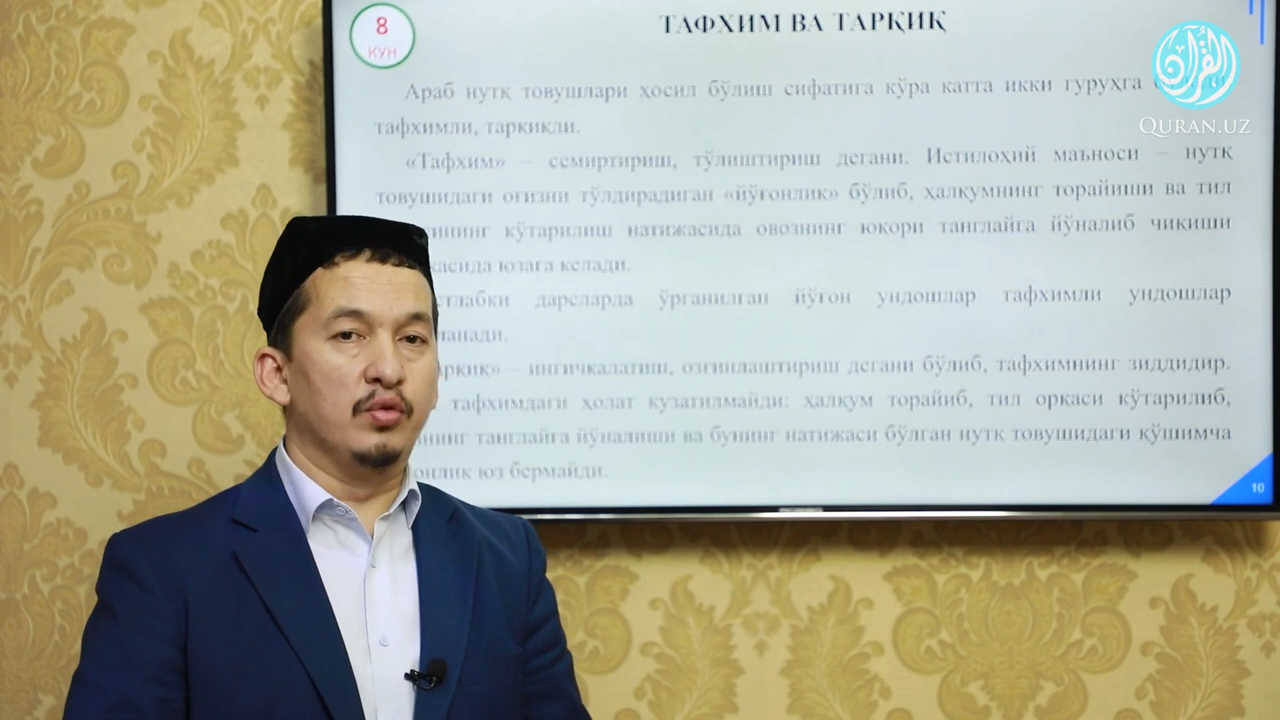 8
КУН
ТАФХИМ ВА ТАРҚИҚ
Араб нутқ товушлари ҳосил бўлиш сифатига кўра катта икки гуруҳга
тафхимли, тарқиқли.
«Тафхим» – семиртириш, тўлиштириш дегани. Истилоҳий маъноси – нутқ
товушидаги оғизни тўлдирадиган «йўғонлик» бўлиб, ҳалқумнинг торайиши ва тил
кўтарилиш натижасида овознинг юқори танглайга йўналиб чиқиши
юзага келади.
дарсларда ўрганилган йўғон ундошлар тафхимли ундошлар
– ингичкалатиш, озғинлаштириш дегани бўлиб, тафхимнинг зиддидир.
тафхимдаги ҳолат кузатилмайди: ҳалқум торайиб, тил орқаси кўтарилиб,
танглайга йўналиши ва бунинг натижаси бўлган нутқ товушидаги қўшимча
юз бермайди.
10
القرآن
QURAN.UZ